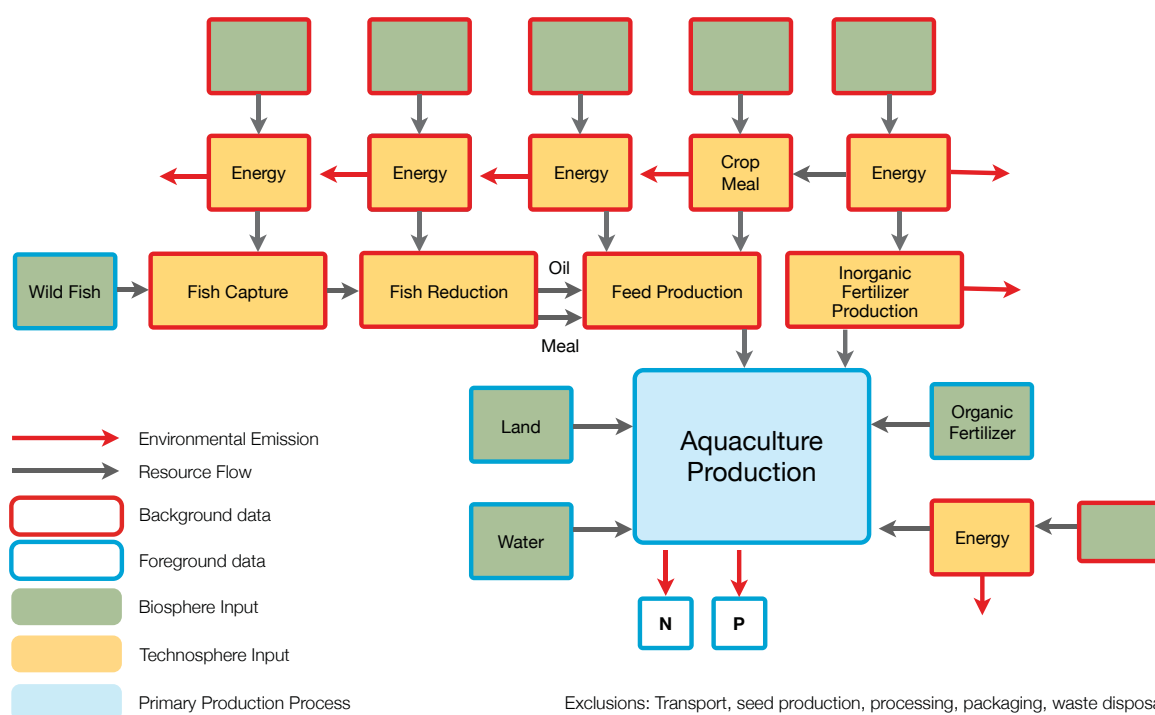 Energy
Energy
Energy
Crop
Meal
Energy
Wild Fish
Fish Capture
Fish Reduction
Oil
Meal
Feed Production
Inorganic
Fertilizer
Production
Land
Aquaculture
Production
Organic
Fertilizer
Water
Energy
N
P
Environmental Emission
Resource Flow
Background data
Foreground data
Biosphere Input
Technosphere Input
Primary Production Process
Exclusions: Transport, seed production, processing, packaging, waste disposa